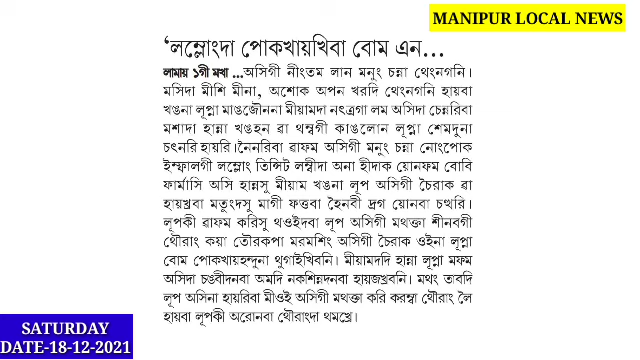 MANIPUR LOCAL NEWS
‘লম্লোংদা পোকখায়খিবা বোম এন...
লামায় ১গী মখা ...অসিগী নীংতম লান মনুং চন্না থেংনগনি।
মসিদা মীশি মীনা, অশোক অপন খরদি থেংনগনি হায়বা
খঙনা লূপ্না মাঙজৌননা মীয়ামদা নৎত্রগা লম অসিদা চেন্নরিবা
মশাদা হান্না খঙহন ৱা থম্বগী কাঙলোন লূপ্না শেমদুনা
চৎনরি হায়রি। নৈনরিবা ৱাফম অসিগী মনুং চন্না নোংপোক
ইম্ফালগী লম্লোং তিন্সিট লম্বীদা অনা হীদাক য়োনফম বোবি
ফার্মাসি অসি হান্নসু মীয়াম খঙনা লূপ অসিগী চৈরাক ৱা
হায়খ্রবা মতুংদসু মাগী ফত্তবা হৈনবী দ্রগ য়োনবা চত্থরি।
লূপকী ৱাফম করিসু থওইদবা লূপ অসিগী মথক্তা শীনবগী
থৌরাং কয়া তৌরকপা মরমশিং অসিগী চৈরাক ওইনা লূপ্না
বোম পোকখায়হন্দুনা থুগাইখিবনি। মীয়ামদদি হান্না লূপ্না মফম
অসিদা চঙবীদনবা অমদি নকশিন্নদনবা হায়জখ্রবনি। মথং তাবদি
লূপ অসিনা হায়রিবা মীওই অসিগী মথক্তা করি করম্বা থৌরাং লৈ
হায়বা লূপকী অরোনবা থৌরাংদা থমখ্রে।
SATURDAY
DATE-18-12-2021